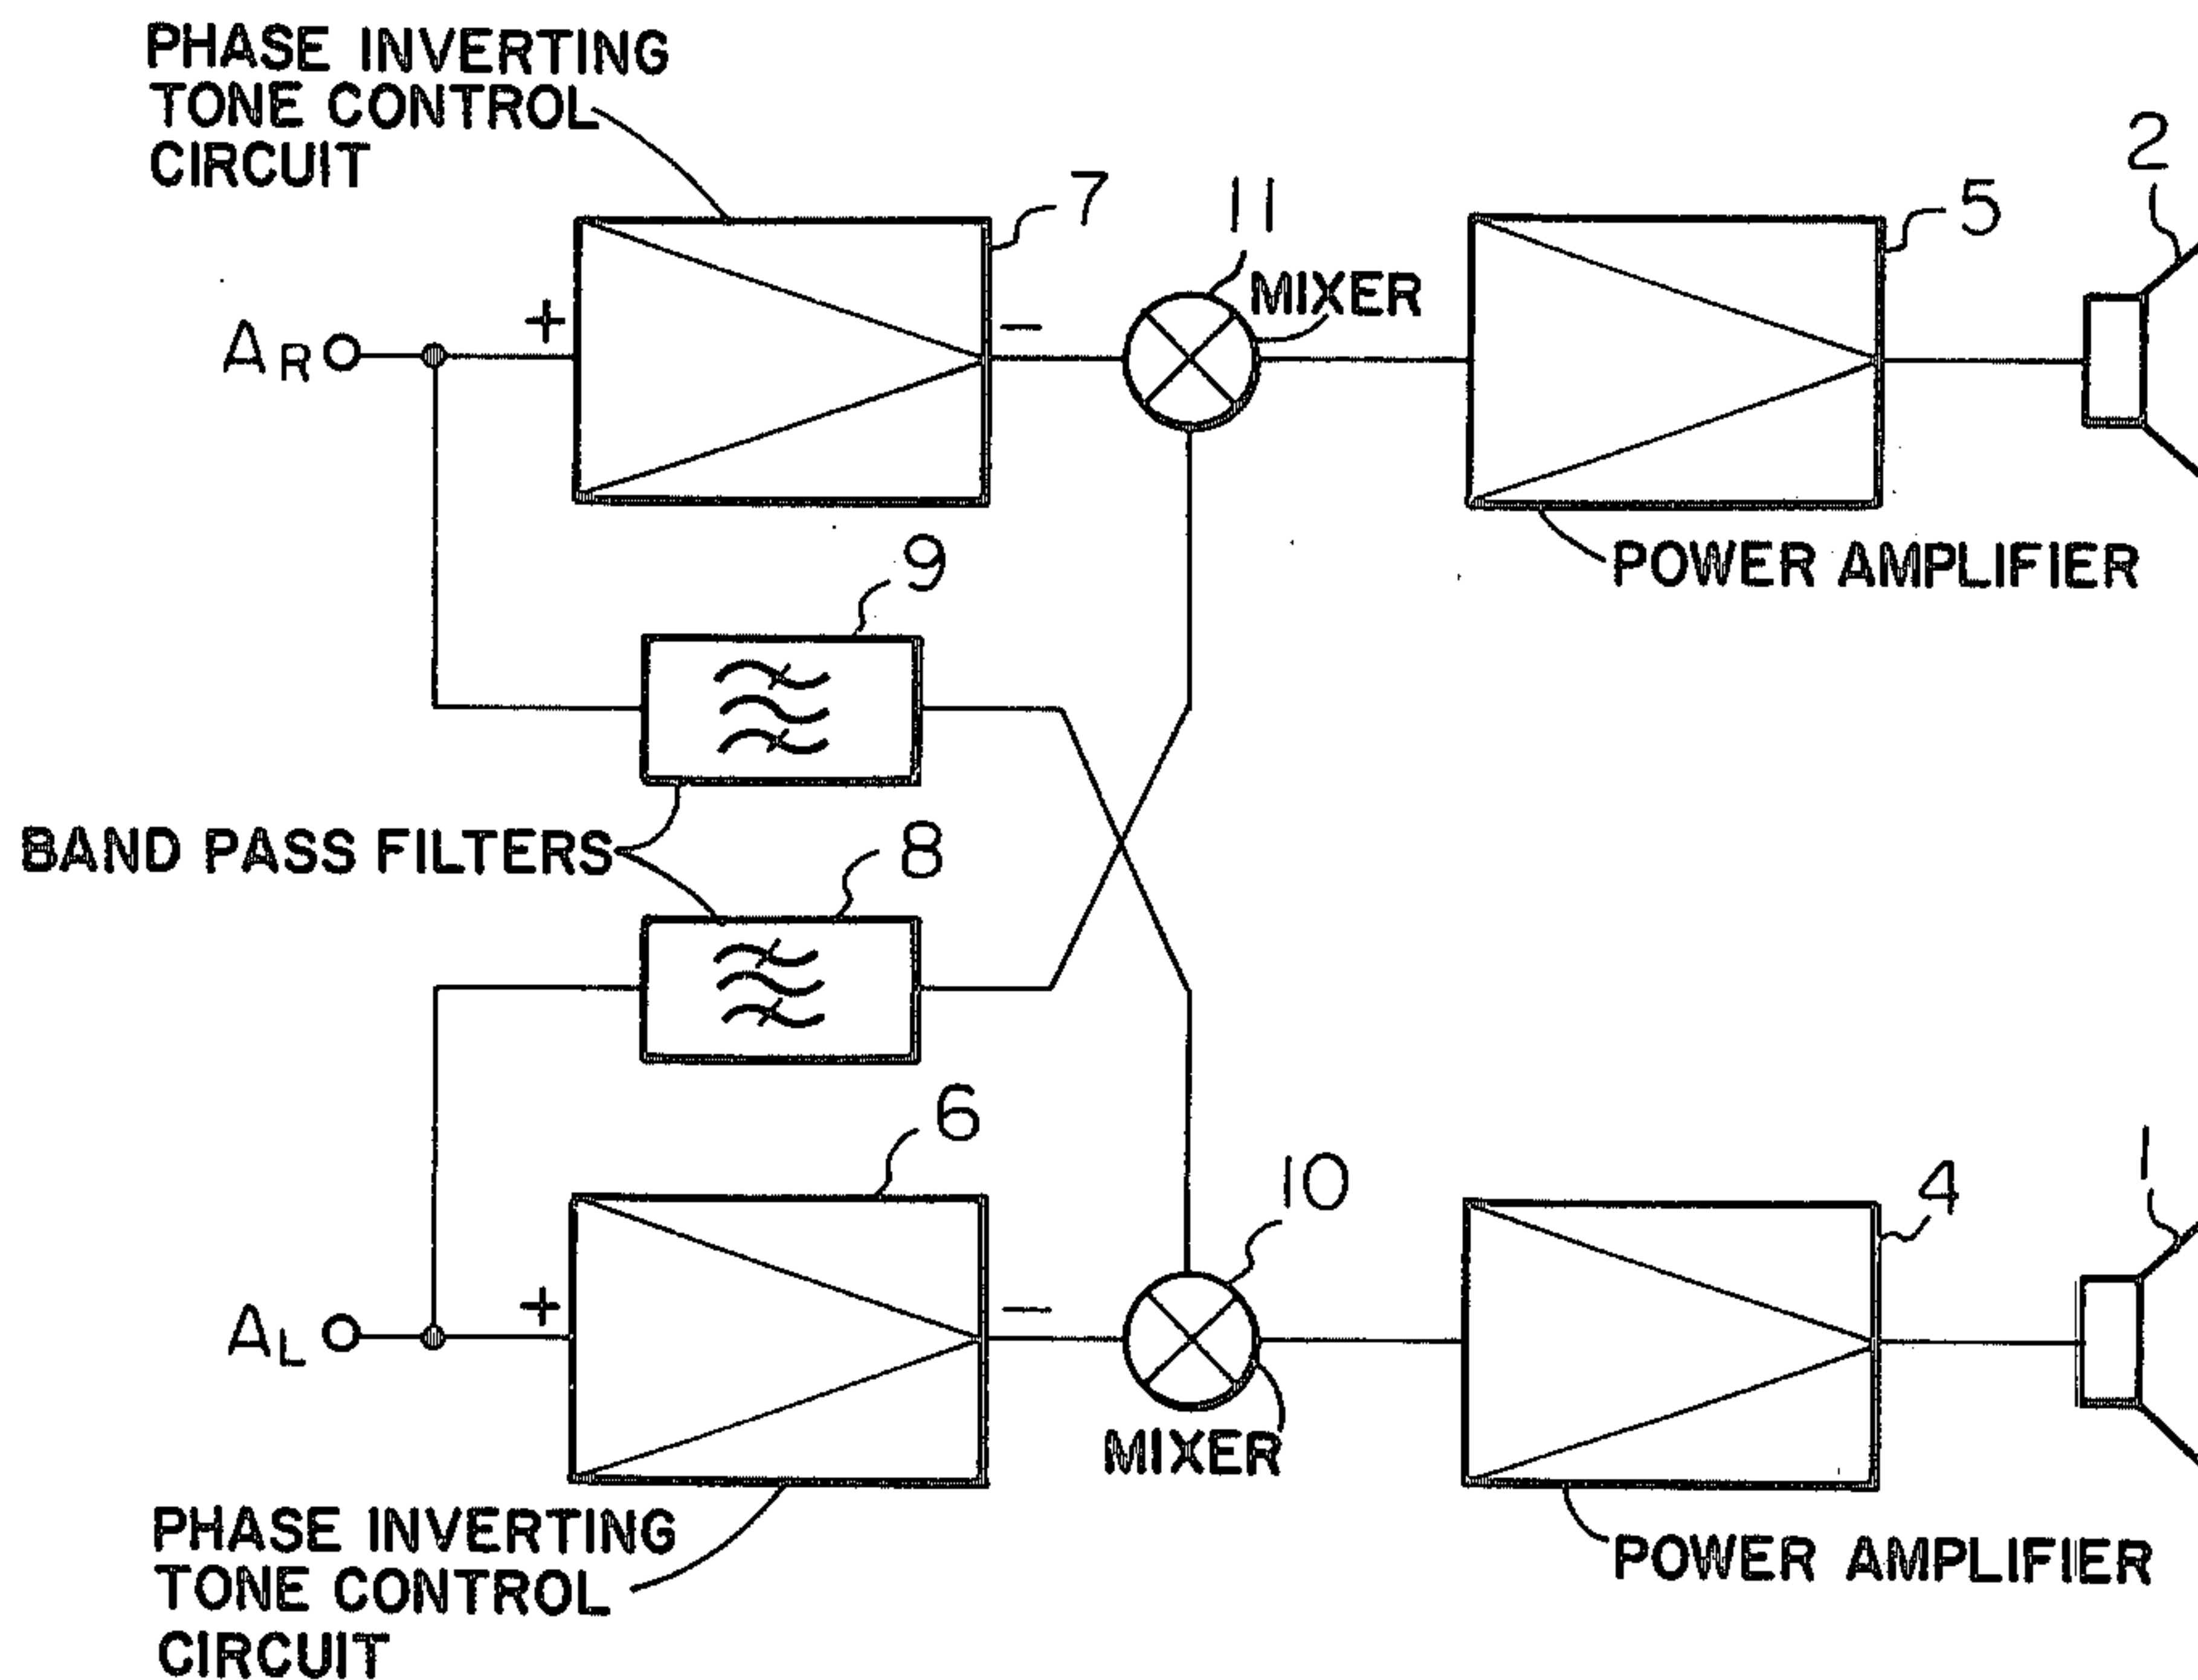 PHASE INVERTING
TONE CONTROL
CIRCUIT
7
11
MIXER
5
2
+
−
AR
POWER AMPLIFIER
9
BAND PASS FILTERS
8
6
10
4
1
+
−
AL
MIXER
POWER AMPLIFIER
PHASE INVERTING
TONE CONTROL
CIRCUIT